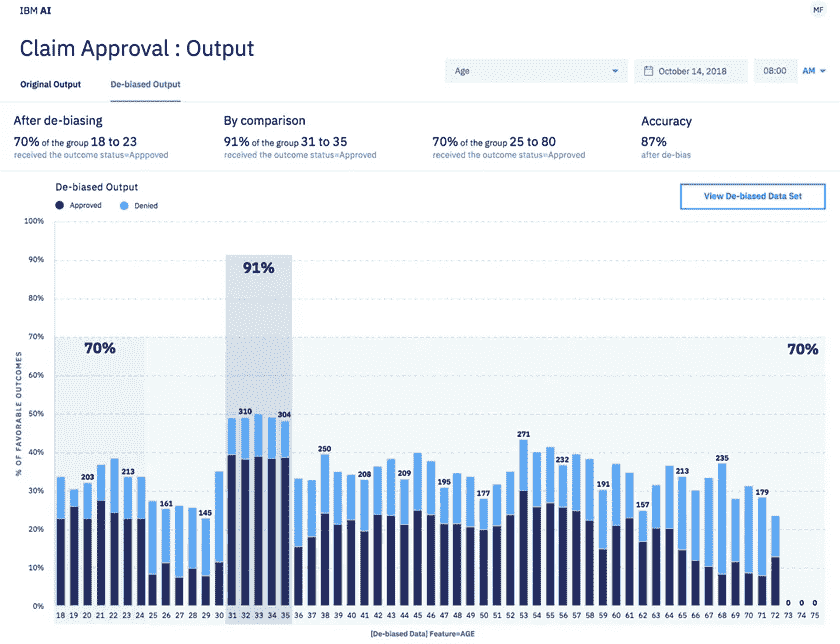 IBM AI
MF
Claim Approval : Output
Original Output
De-biased Output
Age
October 14, 2018
08:00
AM
After de-biasing
70% of the group 18 to 23
received the outcome status=Apppoved
By comparison
91% of the group 31 to 35
received the outcome status=Approved
70% of the group 25 to 80
received the outcome status=Approved
Accuracy
87%
after de-bias
De-biased Output
Approved
Denied
View De-biased Data Set
% OF FAVORABLE OUTCOMES
100%
90%
80%
70%
60%
50%
40%
30%
20%
10%
0%
70%
91%
70%
203
213
161
145
310
304
250
208
209
195
177
271
232
191
157
213
235
179
0 0 0
18 19 20 21 22 23 24 25 26 27 28 29 30 31 32 33 34 35 36 37 38 39 40 41 42 43 44 45 46 47 48 49 50 51 52 53 54 55 56 57 58 59 60 61 62 63 64 65 66 67 68 69 70 71 72 73 74 75
[De-biased Data] Feature=AGE